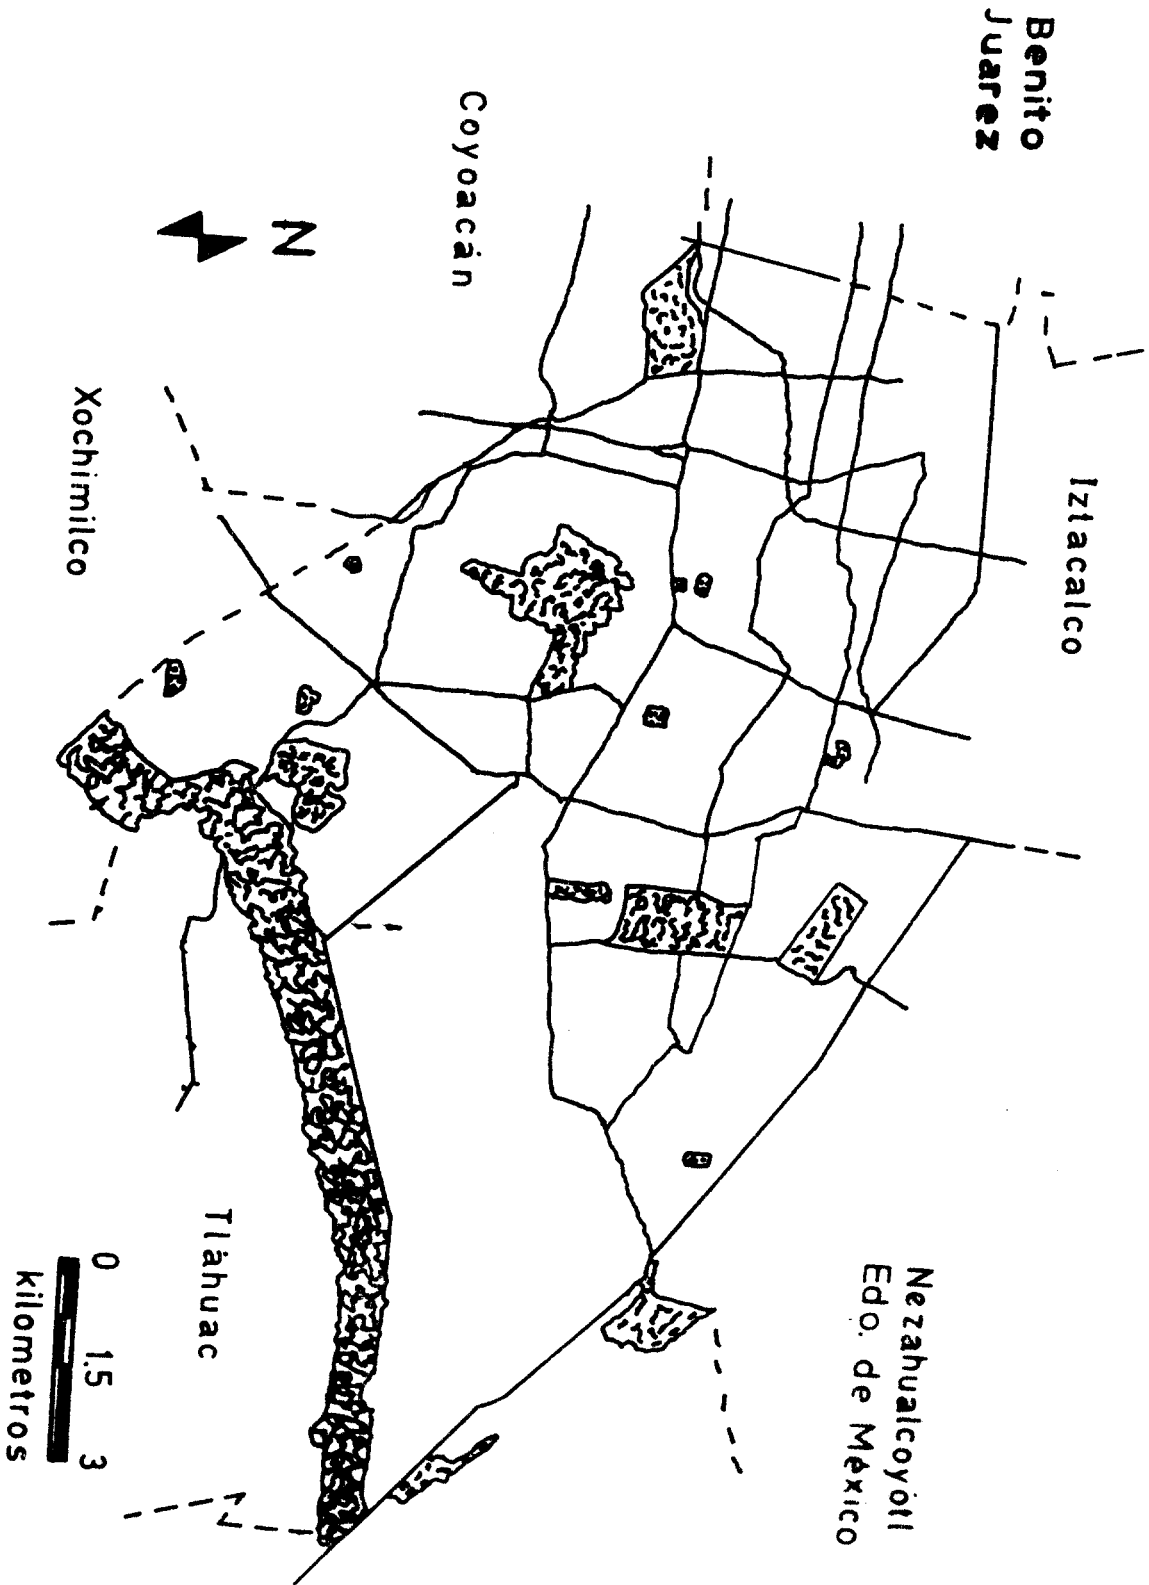 Benito
Juarez
Iztacalco
Coyoacán
N
Xochimilco
Nezahualcoyótl
Edo. de México
Tláhuac
0 1.5 3
kilometros